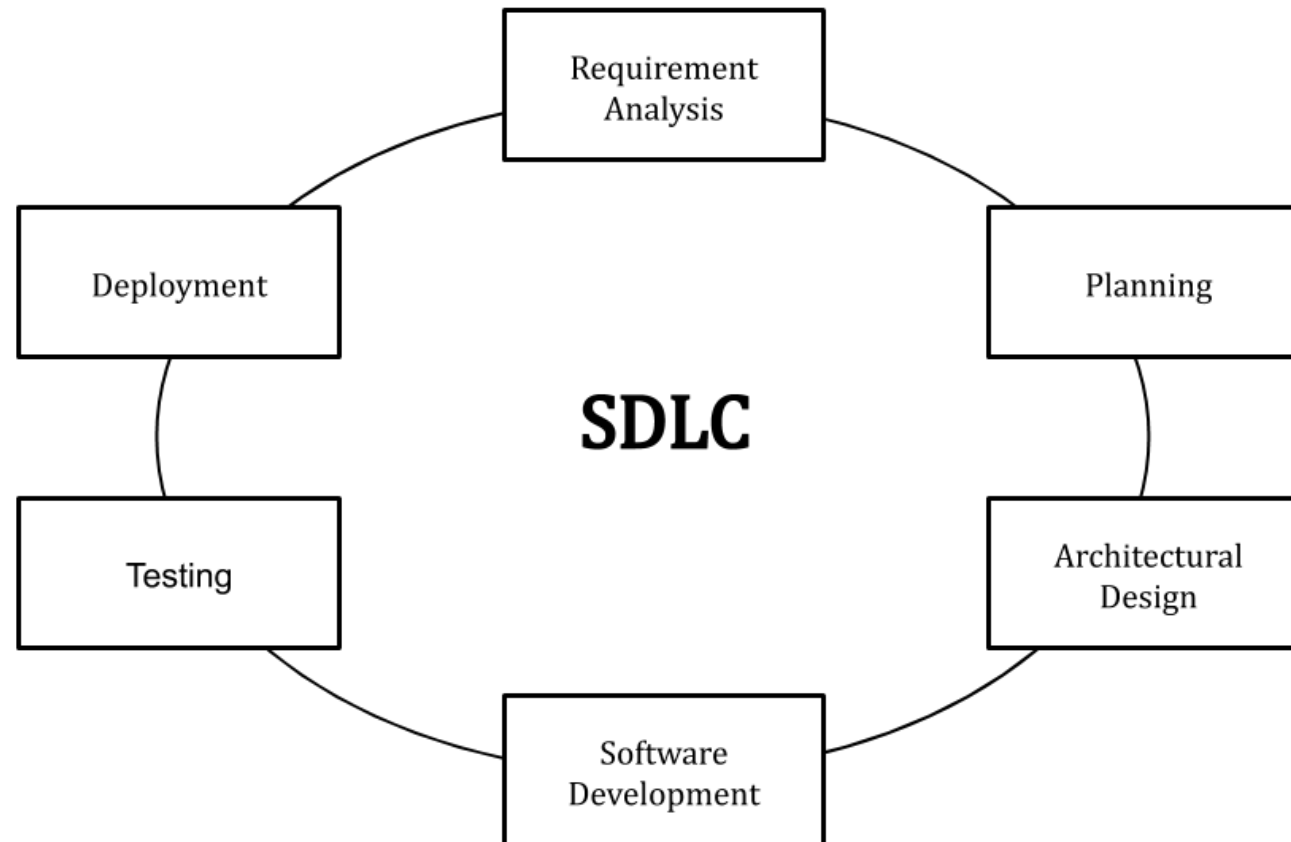 Requirement
Analysis
Deployment
Planning
SDLC
Testing
Architectural
Design
Software
Development